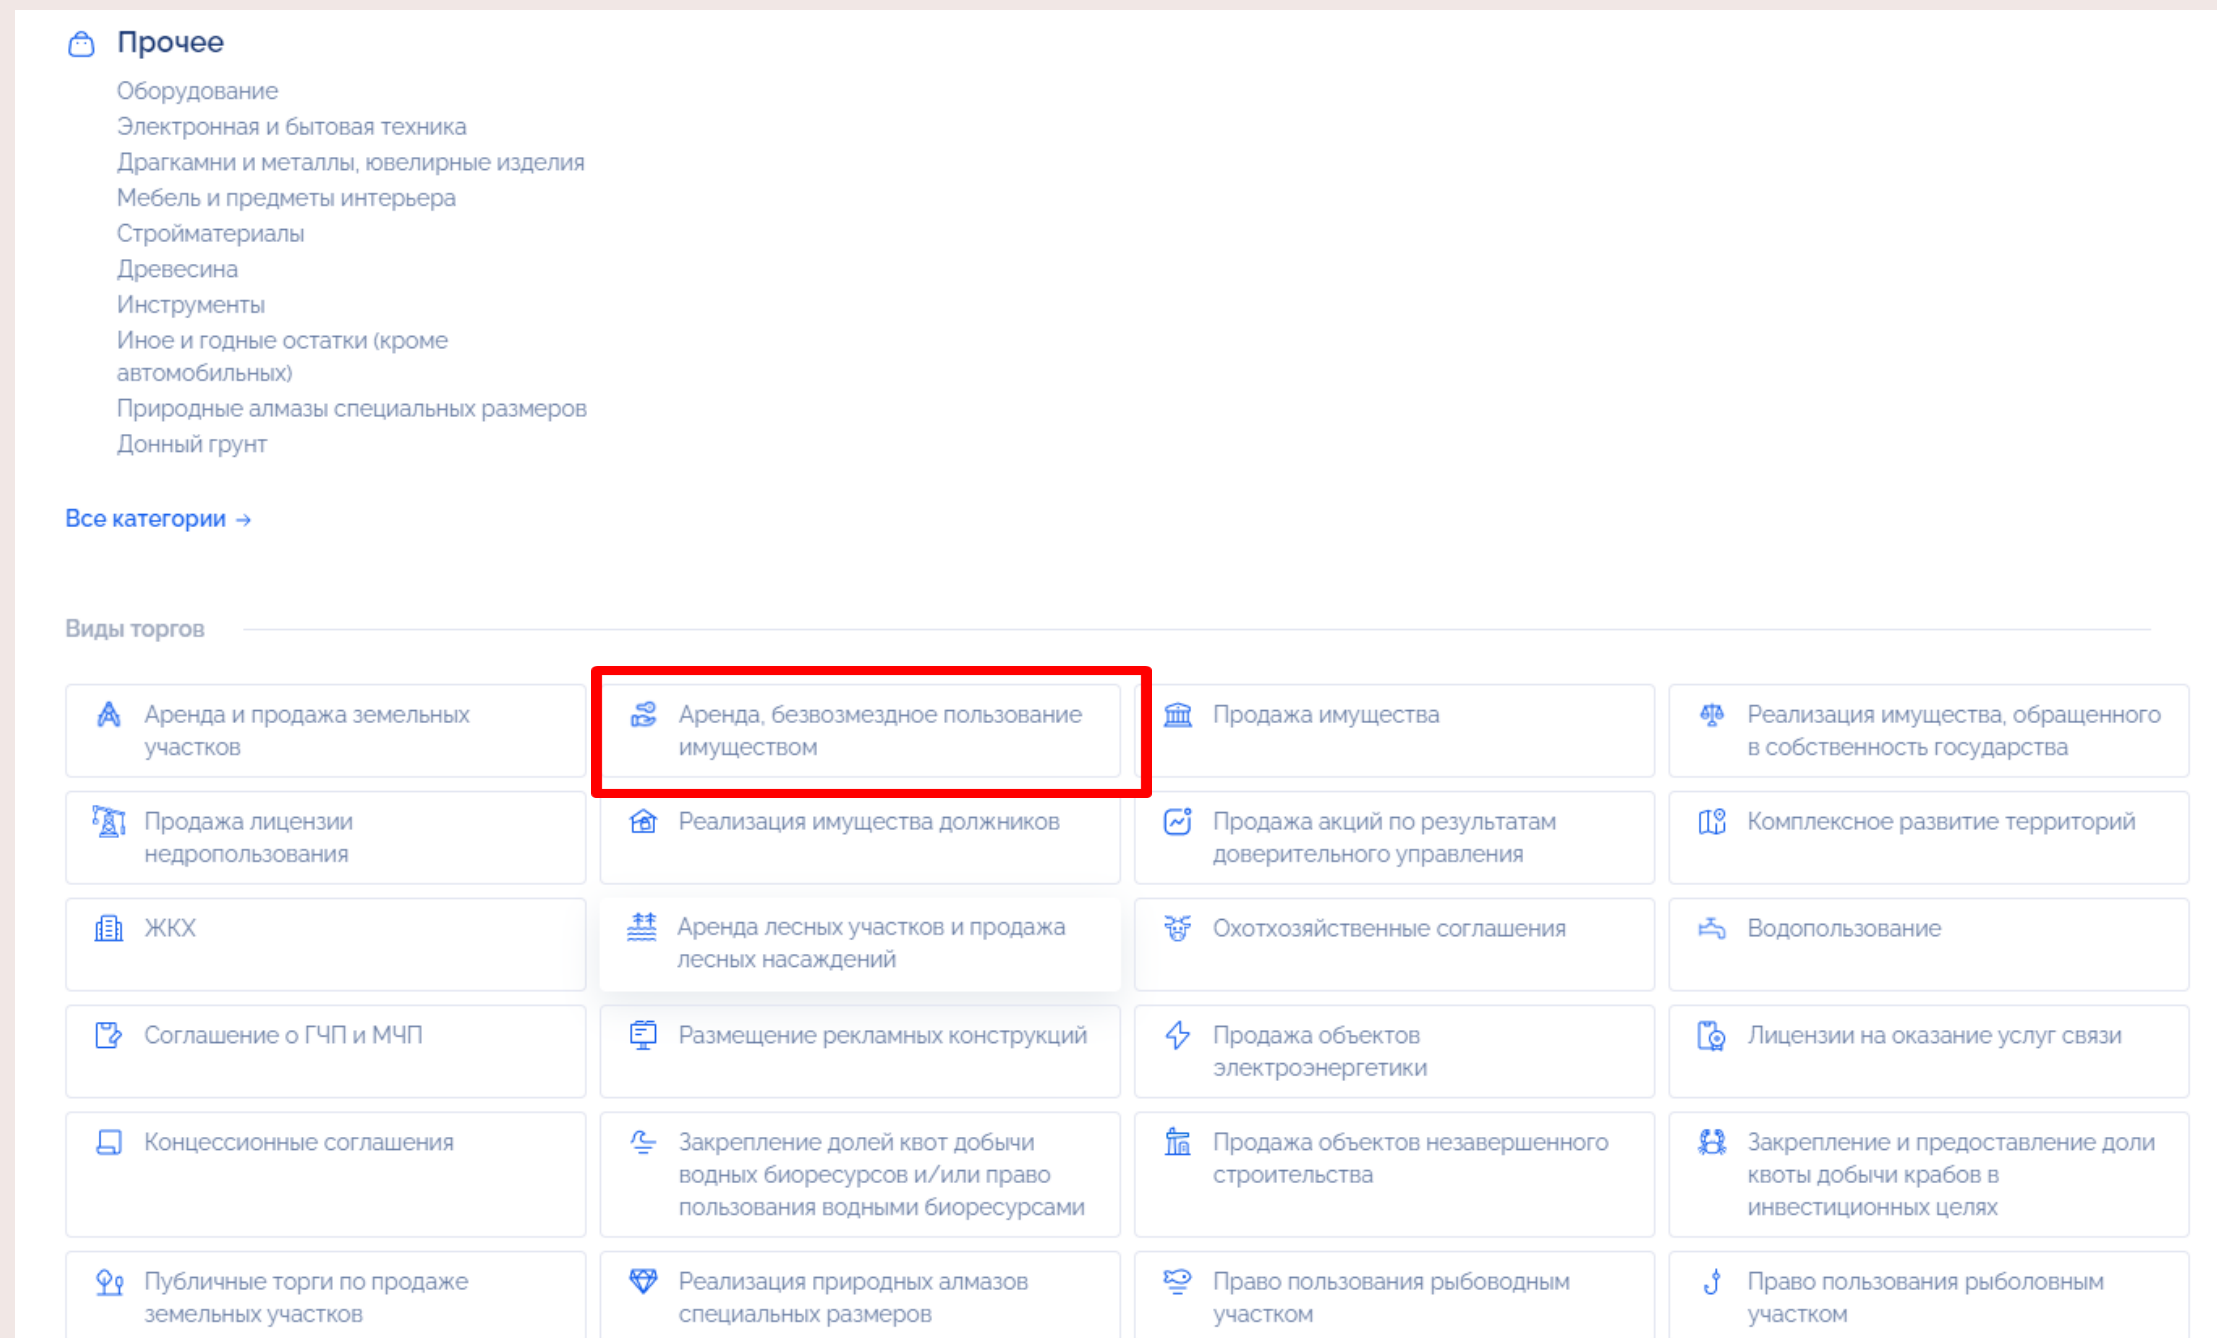 Прочее
Оборудование
Электронная и бытовая техника
Драгкамни и металлы, ювелирные изделия
Мебель и предметы интерьера
Стройматериалы
Древесина
Инструменты
Иное и годные остатки (кроме
автомобильных)
Природные алмазы специальных размеров
Донный грунт
Все категории →
Виды торгов
Аренда и продажа земельных
участков
Аренда, безвозмездное пользование
имуществом
Продажа имущества
Реализация имущества, обращенного
в собственность государства
Продажа лицензии
недропользования
Реализация имущества должников
Продажа акций по результатам
доверительного управления
Комплексное развитие территорий
ЖКХ
Аренда лесных участков и продажа
лесных насаждений
Охотхозяйственные соглашения
Водопользование
Соглашение о ГЧП и МЧП
Размещение рекламных конструкций
Продажа объектов
электроэнергетики
Лицензии на оказание услуг связи
Концессионные соглашения
Закрепление долей квот добычи
водных биоресурсов и/или право
пользования водными биоресурсами
Продажа объектов незавершенного
строительства
Закрепление и предоставление доли
квоты добычи крабов в
инвестиционных целях
Публичные торги по продаже
земельных участков
Реализация природных алмазов
специальных размеров
Право пользования рыбоводным
участком
Право пользования рыболовным
участком